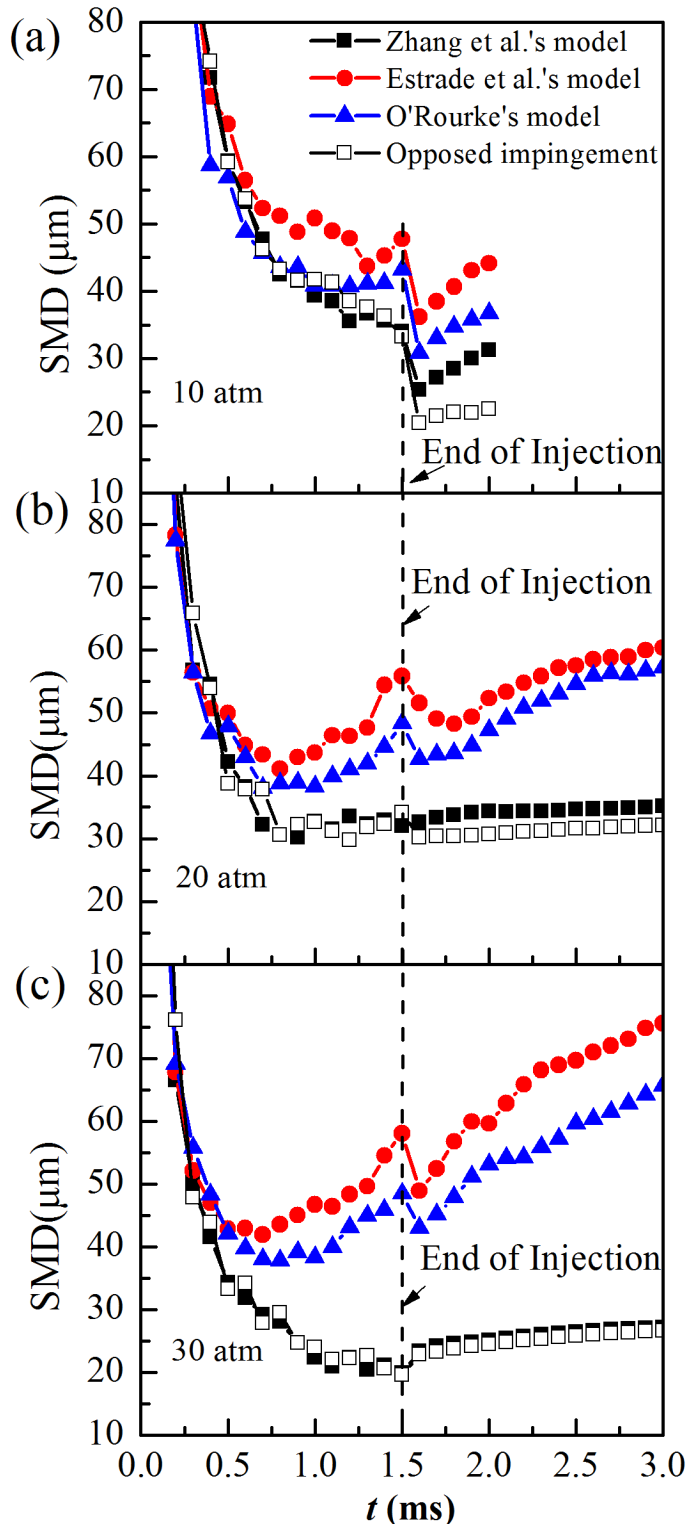 (a)
80
70
60
50
40
30
20
10
SMD (μm)
Zhang et al.'s model
Estrade et al.'s model
O'Rourke's model
Opposed impingement
10 atm
End of Injection
(b)
80
70
60
50
40
30
20
10
SMD(μm)
End of Injection
20 atm
(c)
80
70
60
50
40
30
20
10
SMD(μm)
End of Injection
30 atm
0.0 0.5 1.0 1.5 2.0 2.5 3.0
t (ms)